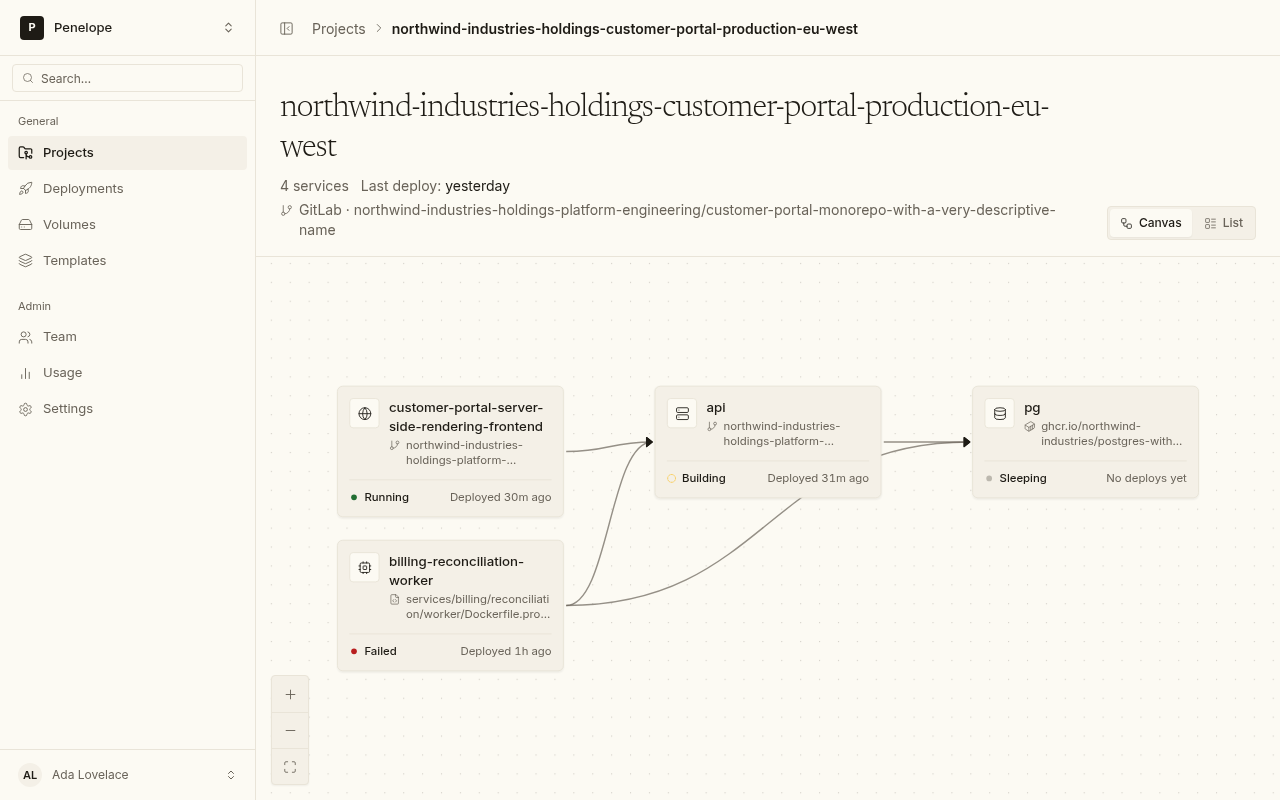 P Penelope
Search...
General
Projects
Deployments
Volumes
Templates
Admin
Team
Usage
Settings
AL Ada Lovelace
Projects northwind-industries-holdings-customer-portal-production-eu-west
northwind-industries-holdings-customer-portal-production-eu-
west
4 services Last deploy: yesterday
GitLab · northwind-industries-holdings-platform-engineering/customer-portal-monorepo-with-a-very-descriptive-
name
Canvas List
customer-portal-server-
side-rendering-frontend
northwind-industries-
holdings-platform-...
Running Deployed 30m ago
api
northwind-industries-
holdings-platform-...
Building Deployed 31m ago
pg
ghcr.io/northwind-
industries/postgres-with...
Sleeping No deploys yet
billing-reconciliation-
worker
services/billing/reconciliati
on/worker/Dockerfile.pro...
Failed Deployed 1h ago